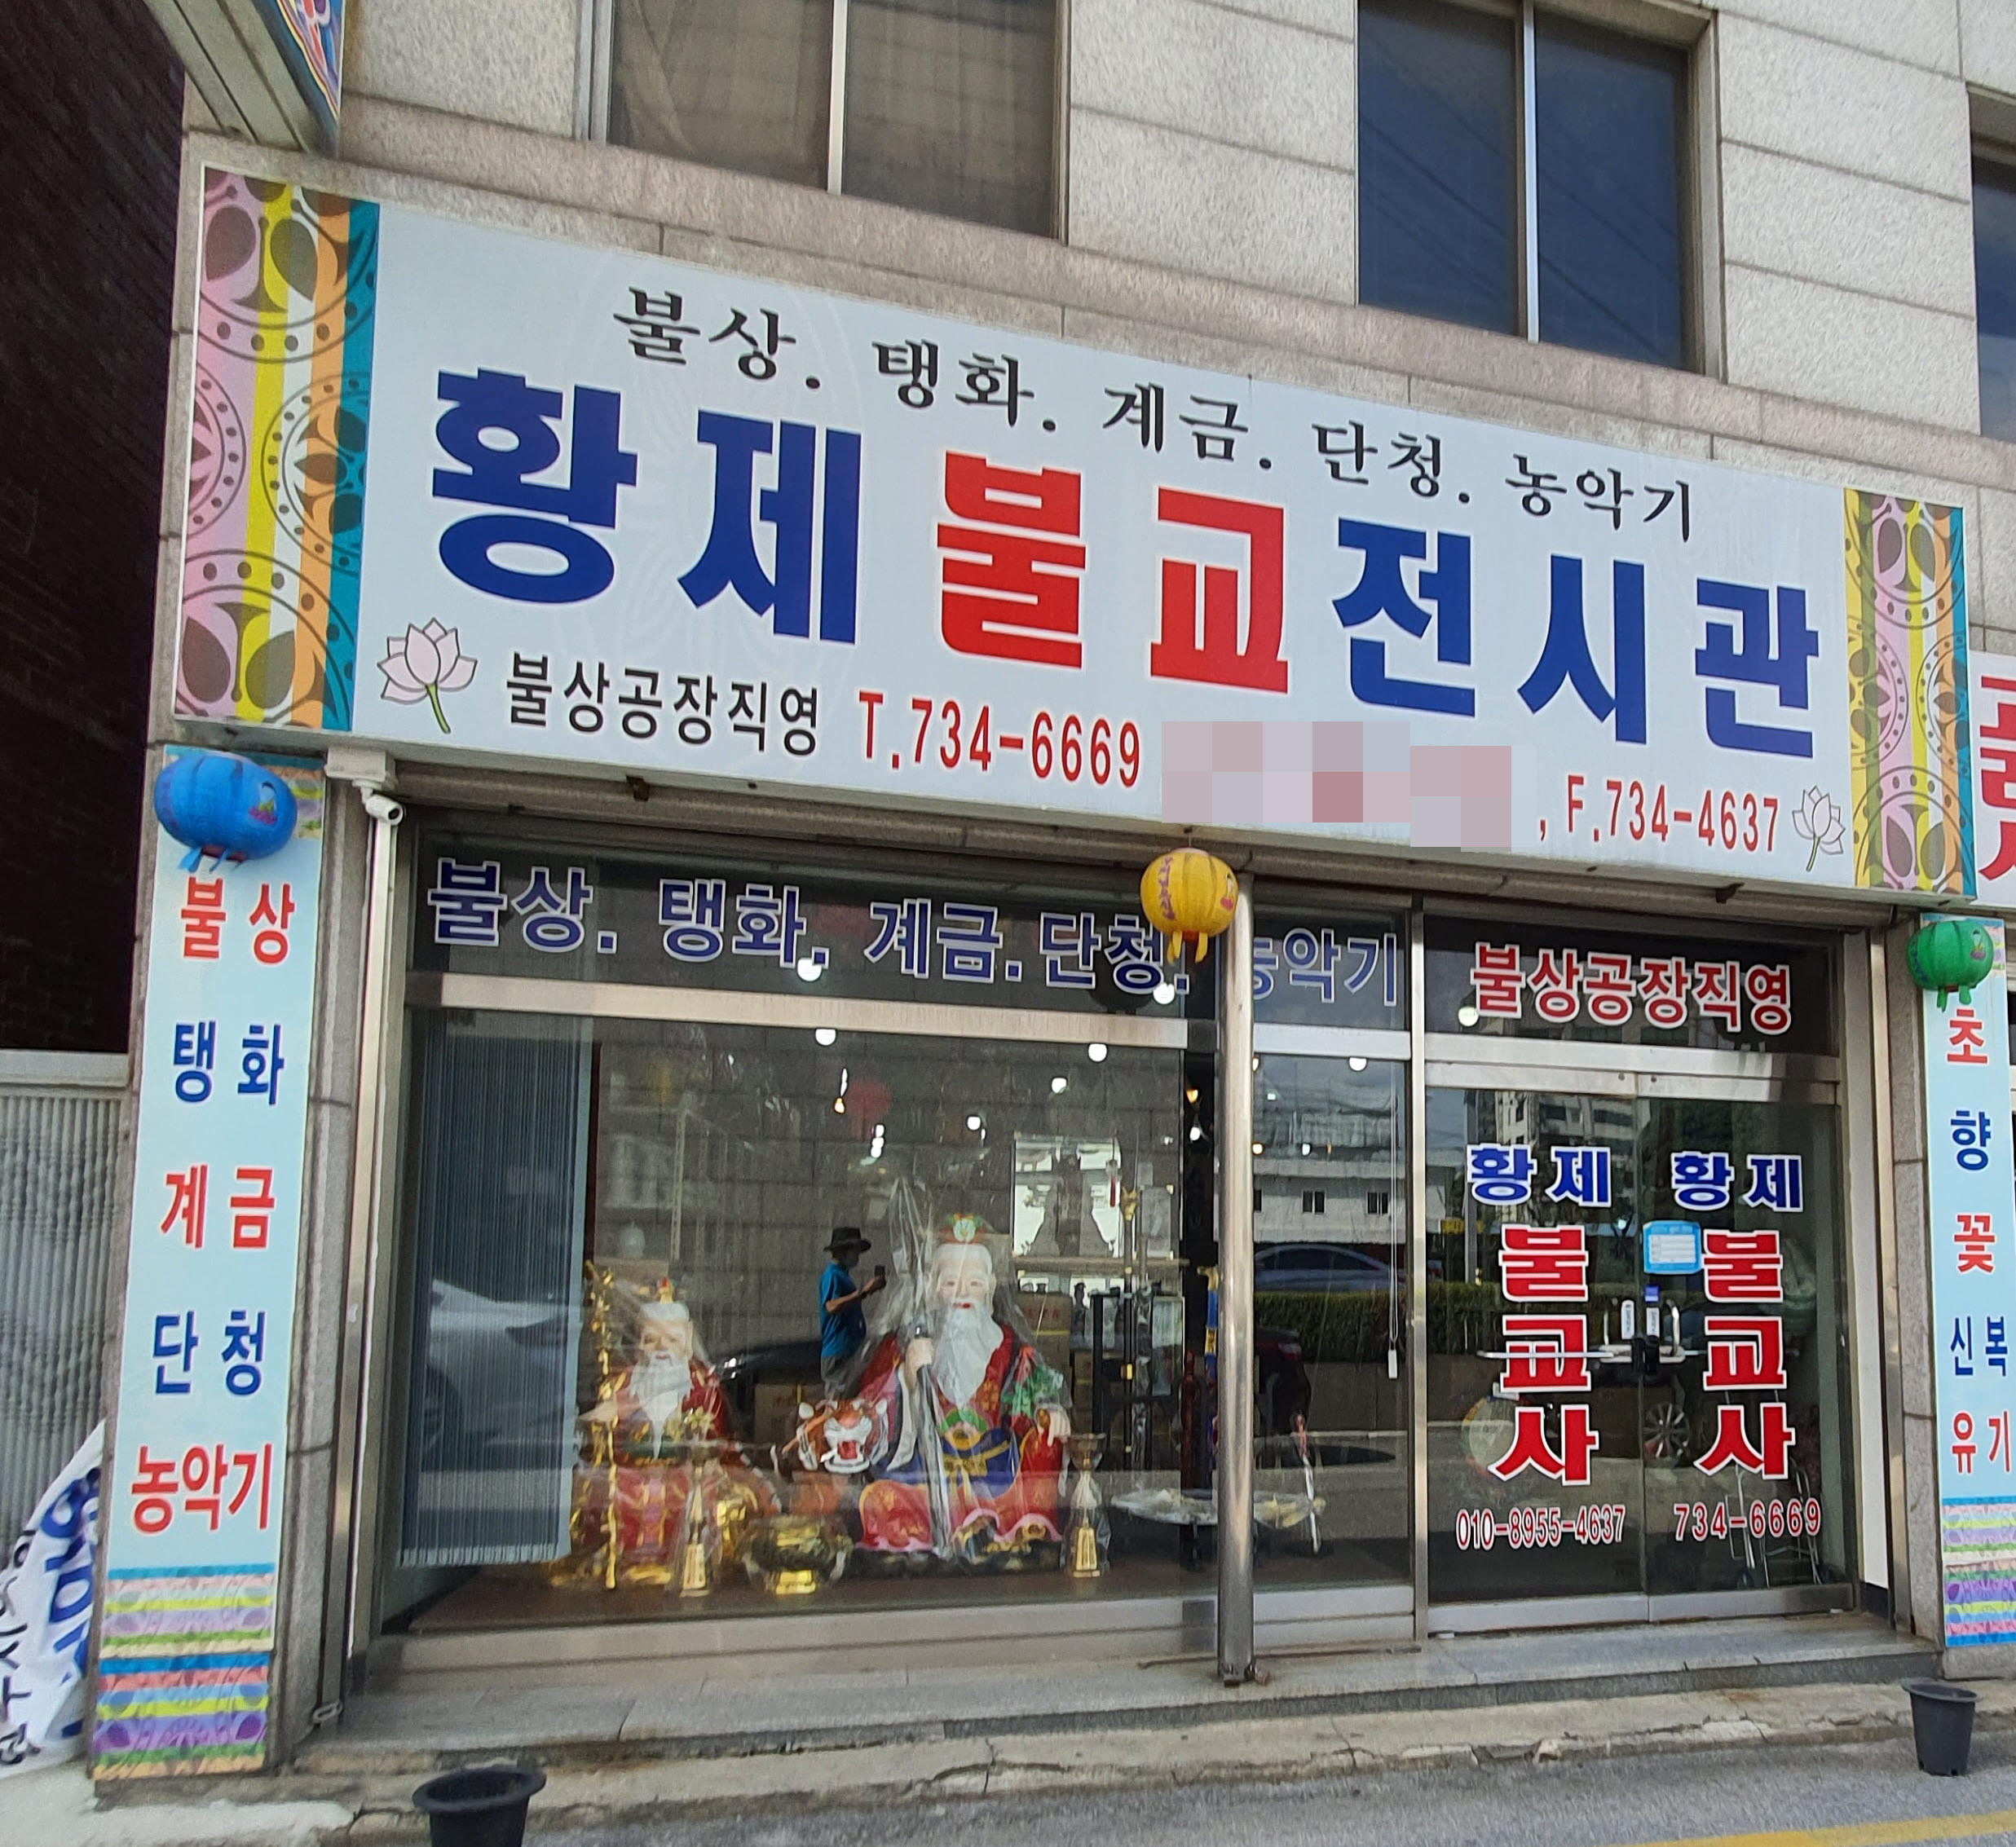 불상. 탱화. 계금. 단청. 농악기
황제불교전시관
불상공장직영 T.734-6669 , F.734-4637
불상. 탱화. 계금. 단청. 농악기
불상공장직영
황제 불교사
010-8955-4637
황제 불교사
734-6669
불상
탱화
계금
단청
농악기
초
향
꽃
신복
유기